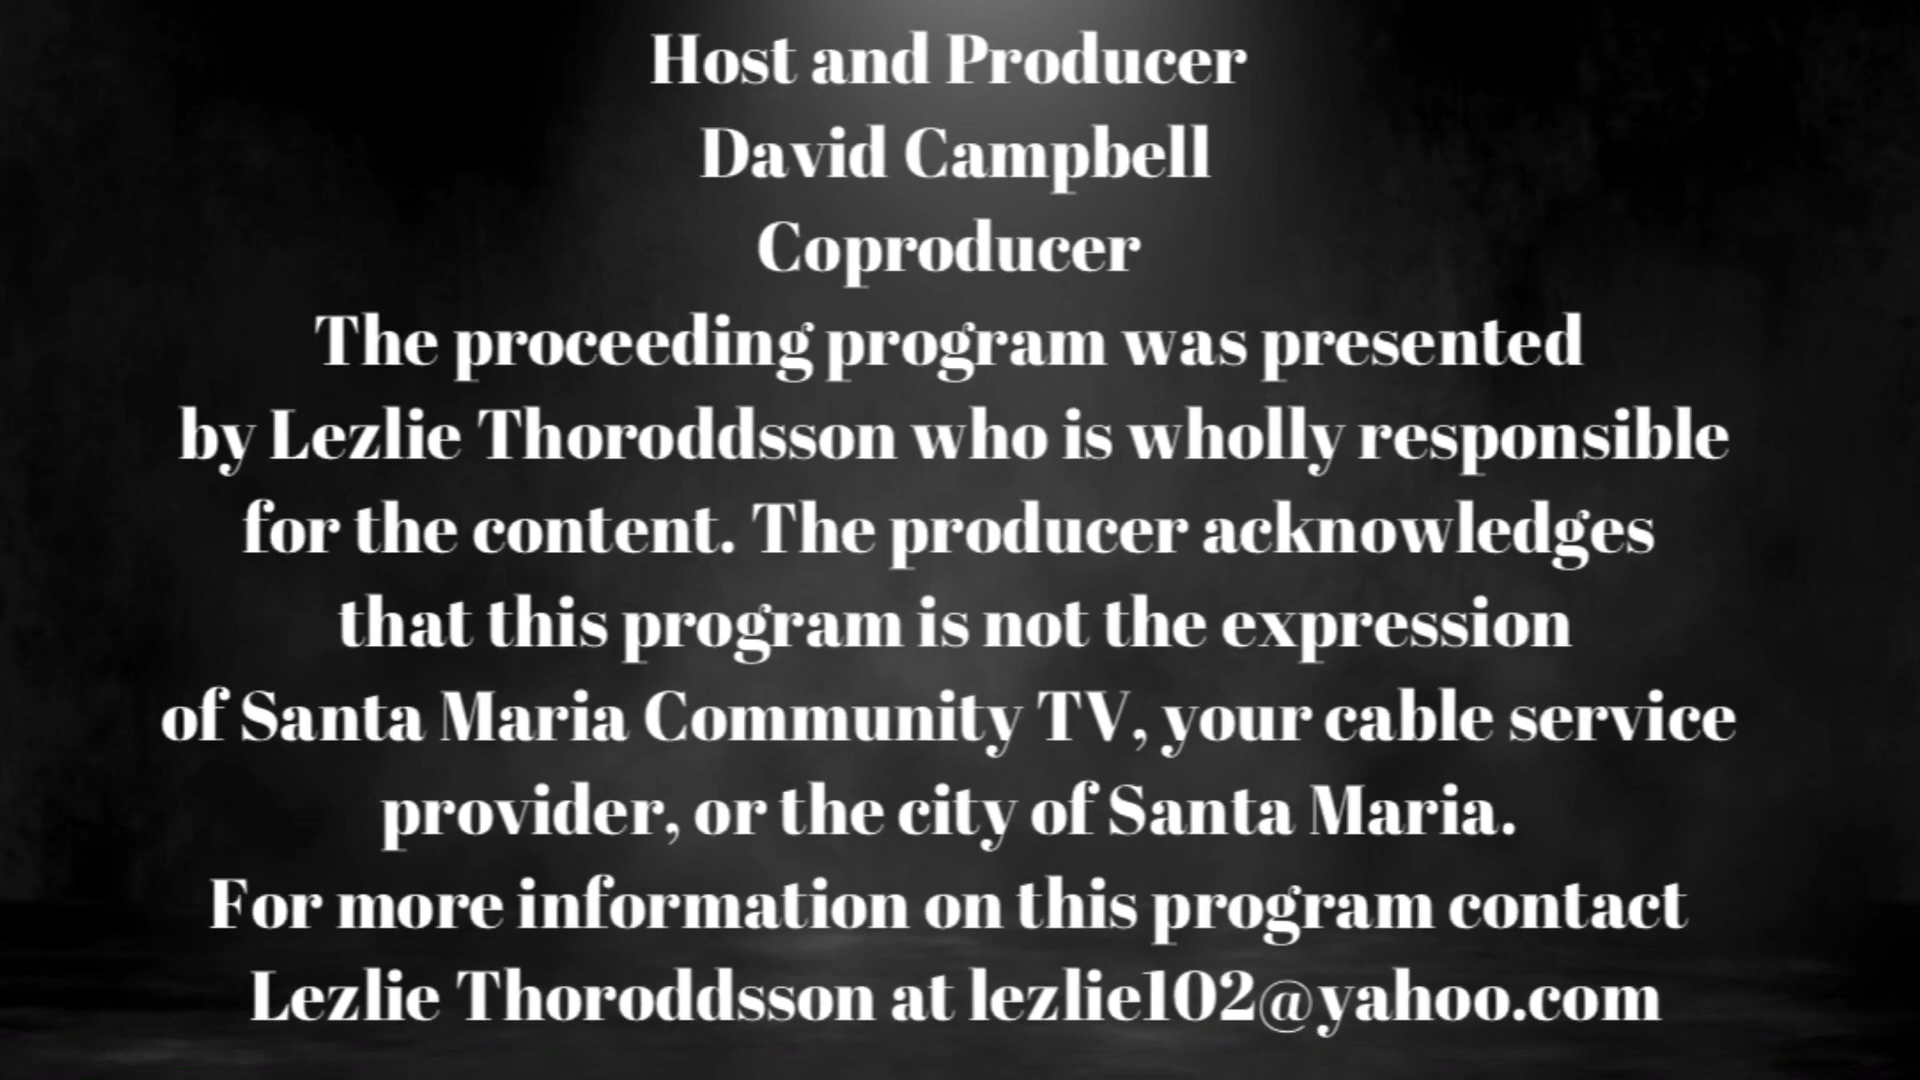 Host and Producer
David Campbell
Coproducer
The proceeding program was presented
by Lezlie Thoroddsson who is wholly responsible
for the content. The producer acknowledges
that this program is not the expression
of Santa Maria Community TV, your cable service
provider, or the city of Santa Maria.
For more information on this program contact
Lezlie Thoroddsson at lezlie102@yahoo.com